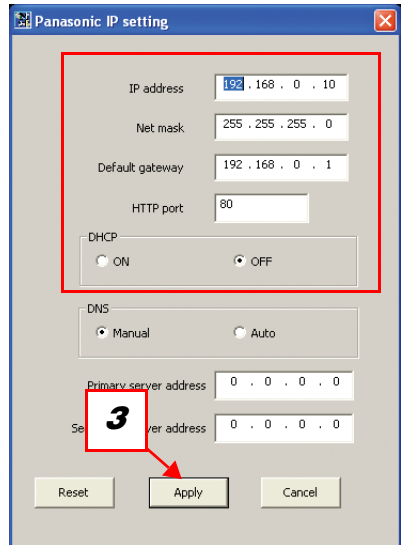 Panasonic IP setting
IP address 192 . 168 . 0 . 10
Net mask 255 . 255 . 255 . 0
Default gateway 192 . 168 . 0 . 1
HTTP port 80
DHCP
ON OFF
DNS
Manual Auto
Primary server address 0 . 0 . 0 . 0
3
Se ver address 0 . 0 . 0 . 0
Reset Apply Cancel